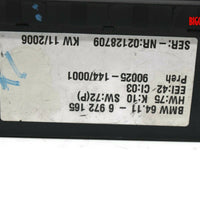 BMW 64.11 - 6 972 165
HW:75 K:10 SW:72(P)
EEI:42 CI:03
Preh 90025-144/0001
SER.-NR:02128709 KW 11/2006
BIG